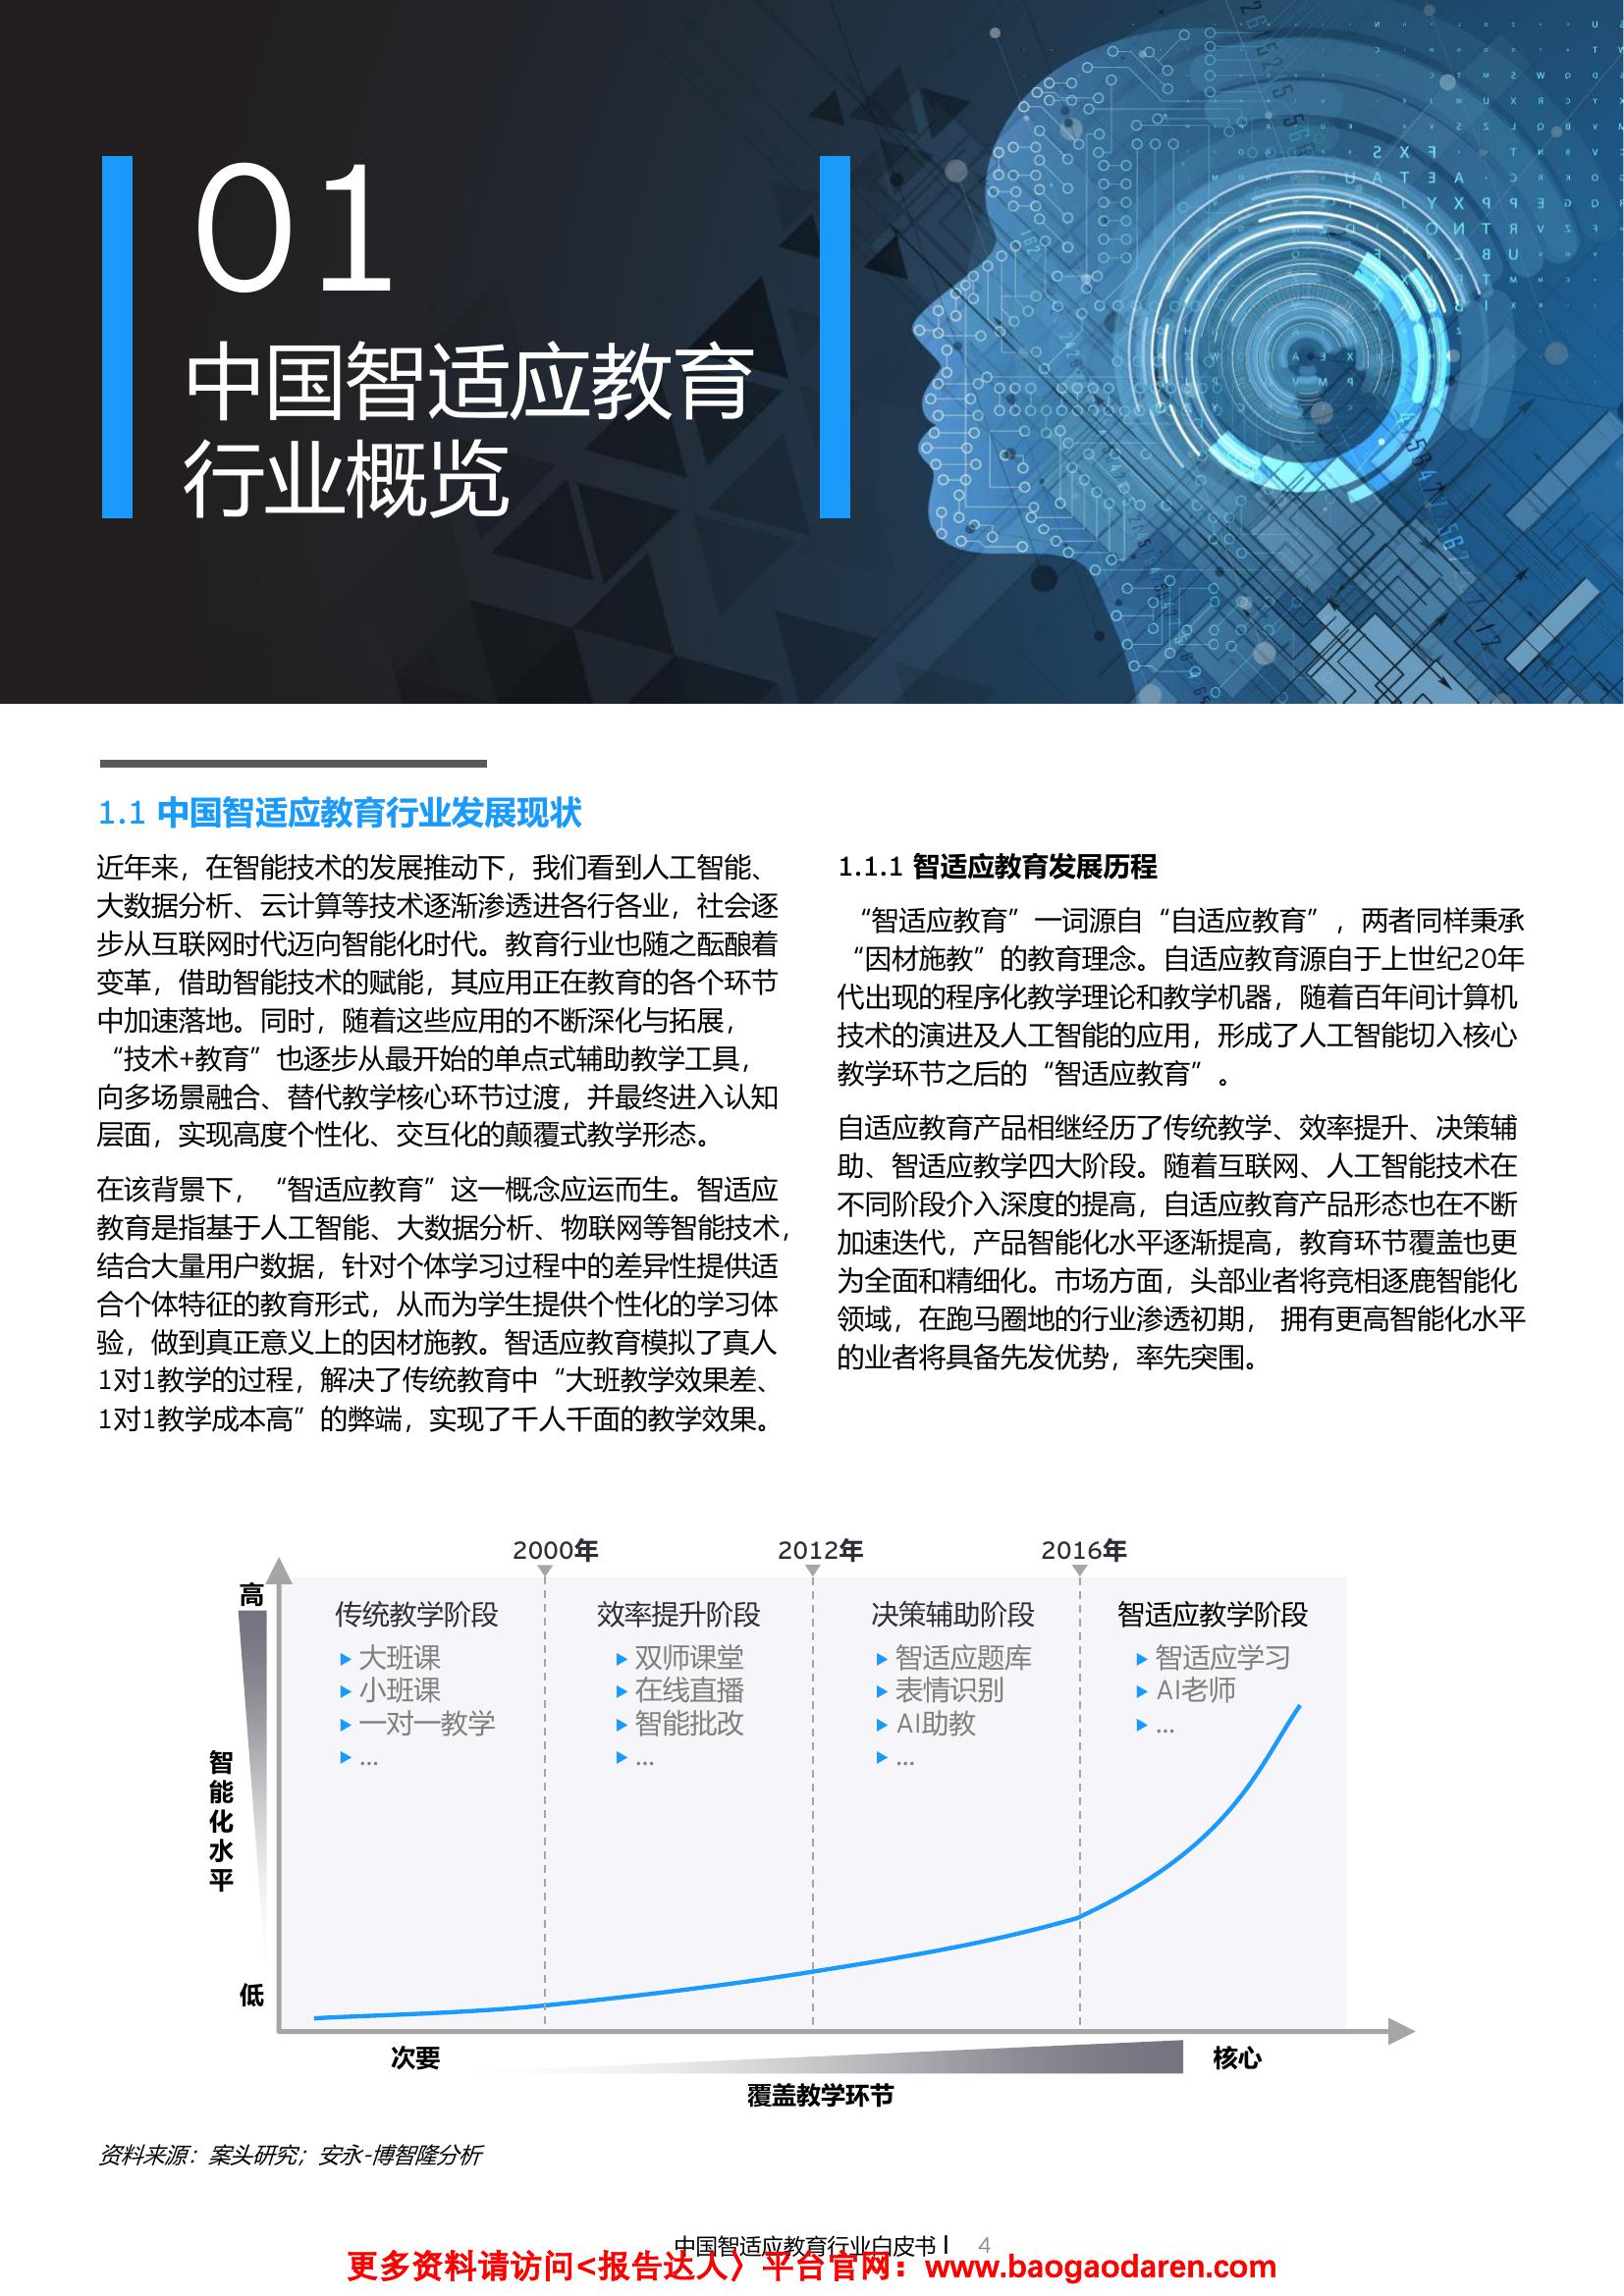 01
中国智适应教育
行业概览
1.1 中国智适应教育行业发展现状
近年来，在智能技术的发展推动下，我们看到人工智能、
大数据分析、云计算等技术逐渐渗透进各行各业，社会逐
步从互联网时代迈向智能化时代。教育行业也随之酝酿着
变革，借助智能技术的赋能，其应用正在教育的各个环节
中加速落地。同时，随着这些应用的不断深化与拓展，
“技术+教育”也逐步从最开始的单点式辅助教学工具，
向多场景融合、替代教学核心环节过渡，并最终进入认知
层面，实现高度个性化、交互化的颠覆式教学形态。
在该背景下，“智适应教育”这一概念应运而生。智适应
教育是指基于人工智能、大数据分析、物联网等智能技术，
结合大量用户数据，针对个体学习过程中的差异性提供适
合个体特征的教育形式，从而为学生提供个性化的学习体
验，做到真正意义上的因材施教。智适应教育模拟了真人
1对1教学的过程，解决了传统教育中“大班教学效果差、
1对1教学成本高”的弊端，实现了千人千面的教学效果。
1.1.1 智适应教育发展历程
“智适应教育”一词源自“自适应教育”，两者同样秉承
“因材施教”的教育理念。自适应教育源自于上世纪20年
代出现的程序化教学理论和教学机器，随着百年间计算机
技术的演进及人工智能的应用，形成了人工智能切入核心
教学环节之后的“智适应教育”。
自适应教育产品相继经历了传统教学、效率提升、决策辅
助、智适应教学四大阶段。随着互联网、人工智能技术在
不同阶段介入深度的提高，自适应教育产品形态也在不断
加速迭代，产品智能化水平逐渐提高，教育环节覆盖也更
为全面和精细化。市场方面，头部业者将竞相逐鹿智能化
领域，在跑马圈地的行业渗透初期， 拥有更高智能化水平
的业者将具备先发优势，率先突围。
2000年
2012年
2016年
高
智能化水平
低
传统教学阶段
大班课
小班课
一对一教学
...
效率提升阶段
双师课堂
在线直播
智能批改
...
决策辅助阶段
智适应题库
表情识别
AI助教
...
智适应教学阶段
智适应学习
AI老师
...
次要
核心
覆盖教学环节
资料来源：案头研究；安永-博智隆分析
中国智适应教育行业白皮书 | 4
更多资料请访问<报告达人〉平台官网：www.baogaodaren.com